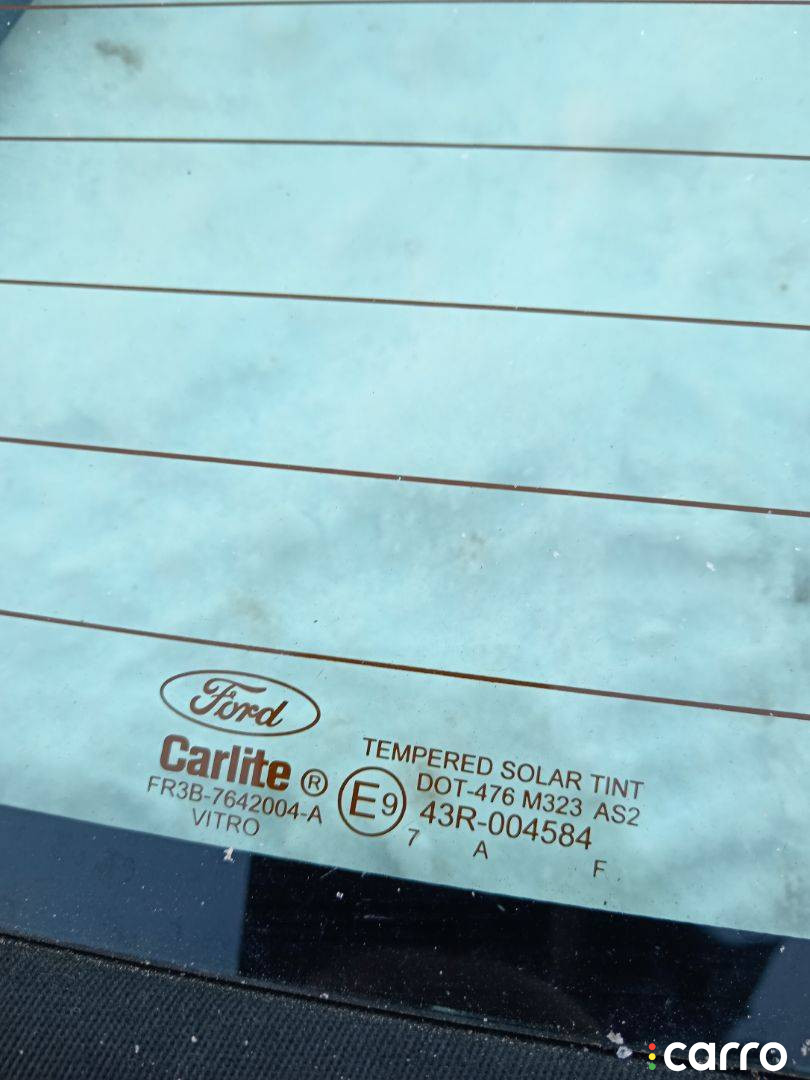 Ford
Carlite ®
FR3B-7642004-A
VITRO
E9
TEMPERED SOLAR TINT
DOT-476 M323 AS2
43R-004584
7 A F
carro